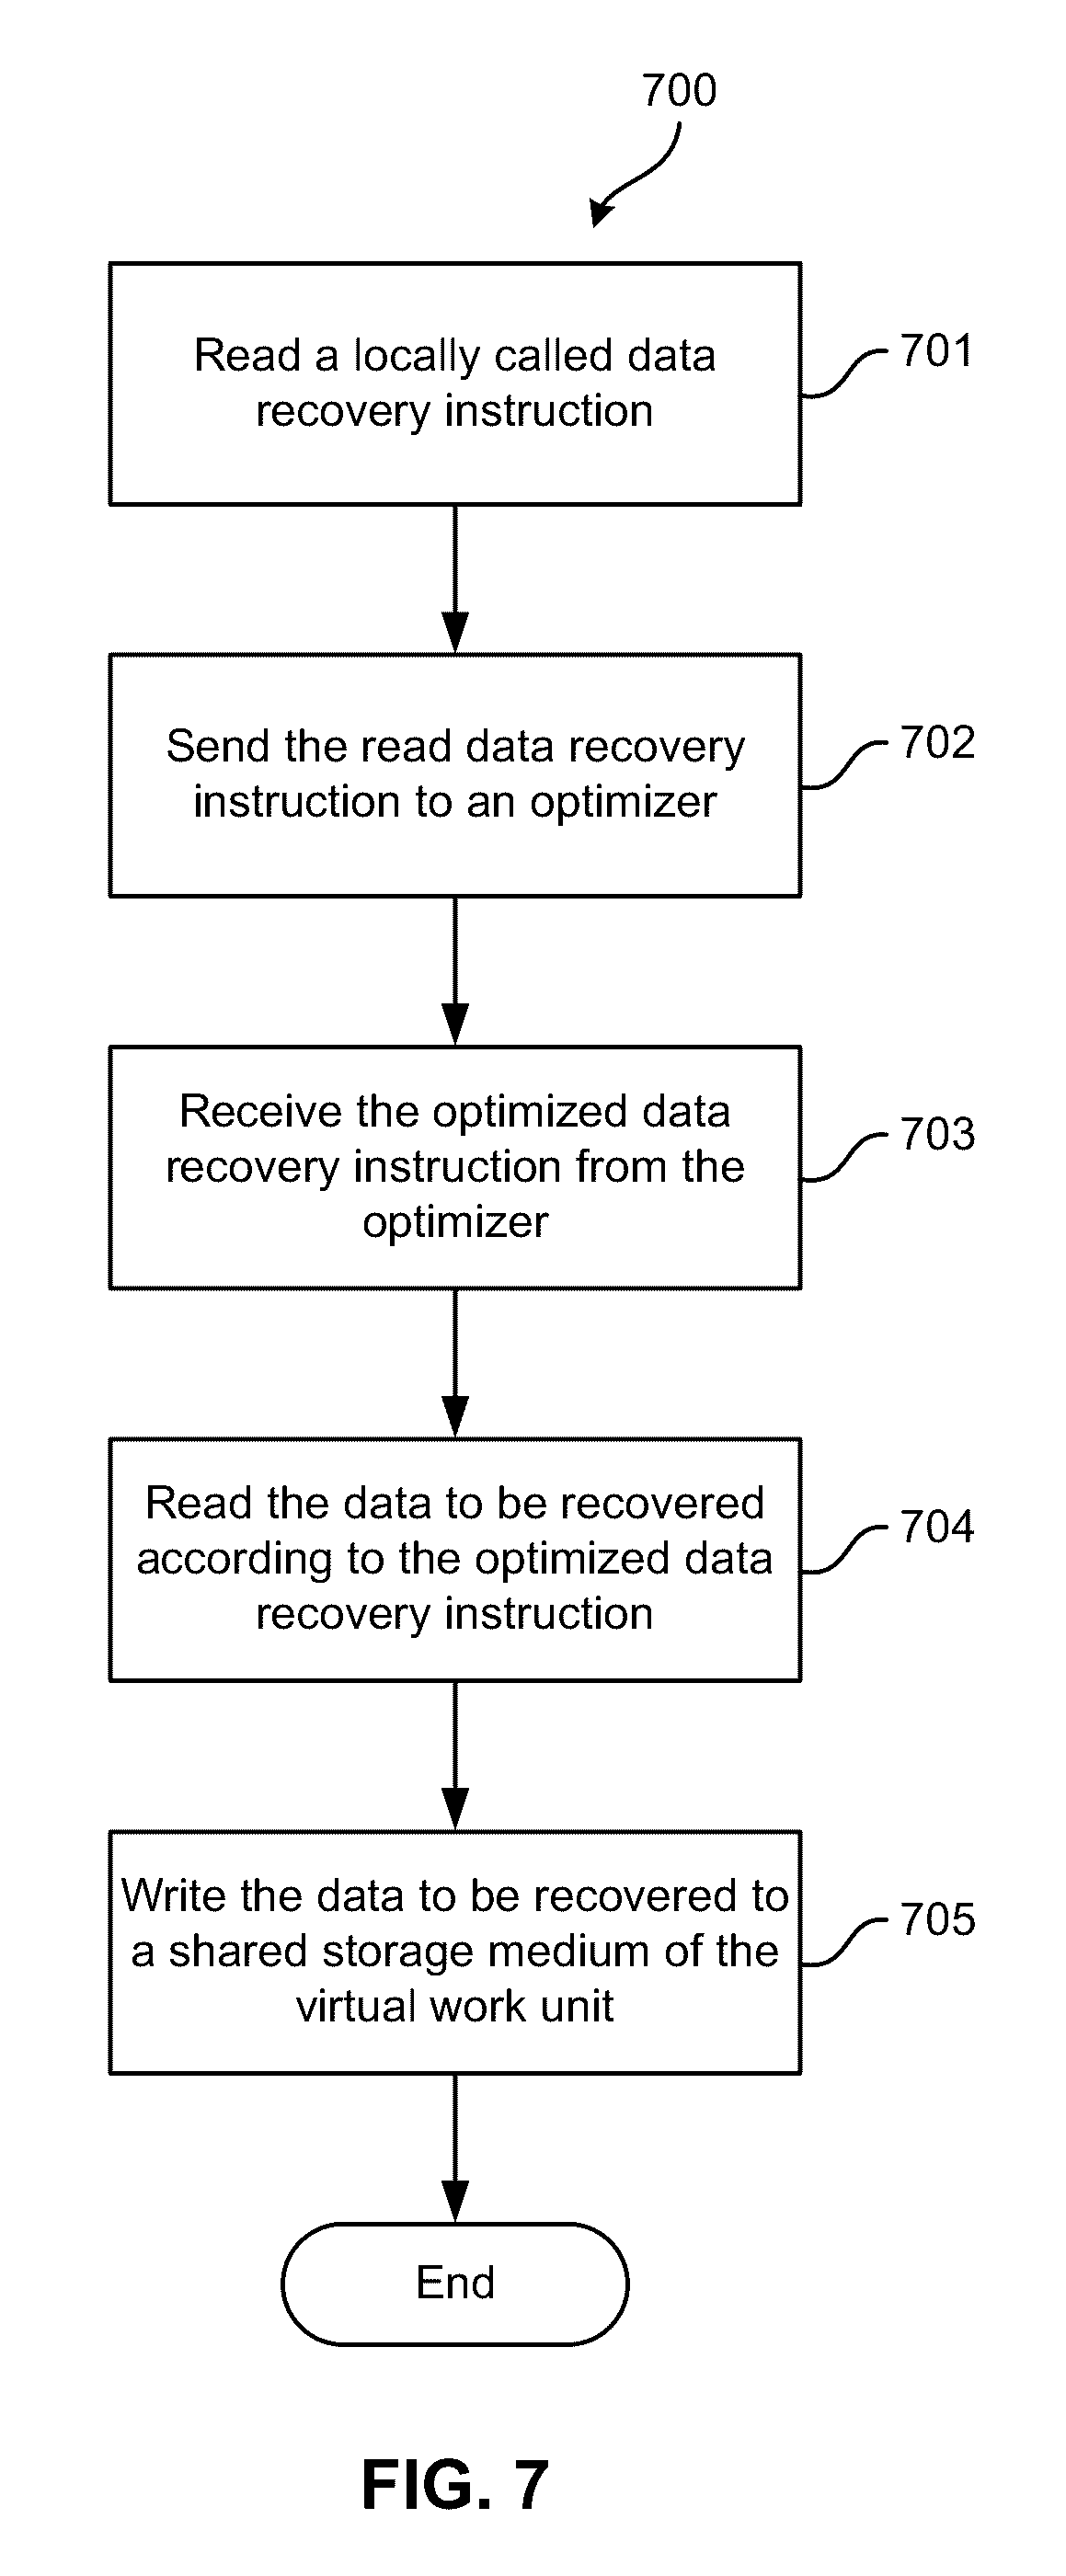 700
Read a locally called data
recovery instruction
701
Send the read data recovery
instruction to an optimizer
702
Receive the optimized data
recovery instruction from the
optimizer
703
Read the data to be recovered
according to the optimized data
recovery instruction
704
Write the data to be recovered to
a shared storage medium of the
virtual work unit
705
End
FIG. 7